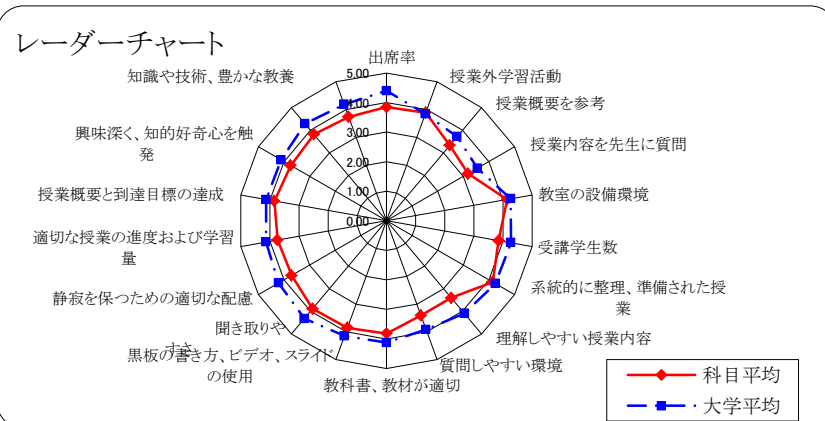 レーダーチャート
出席率
授業外学習活動
授業概要を参考
授業内容を先生に質問
教室の設備環境
受講学生数
系統的に整理、準備された授
業
理解しやすい授業内容
質問しやすい環境
教科書、教材が適切
黒板の書き方、ビデオ、スライド
の使用
聞き取りや
すさ
静寂を保つための適切な配慮
適切な授業の進度および学習
量
授業概要と到達目標の達成
興味深く、知的好奇心を触
発
知識や技術、豊かな教養
5.00
4.00
3.00
2.00
1.00
0.00
科目平均
大学平均